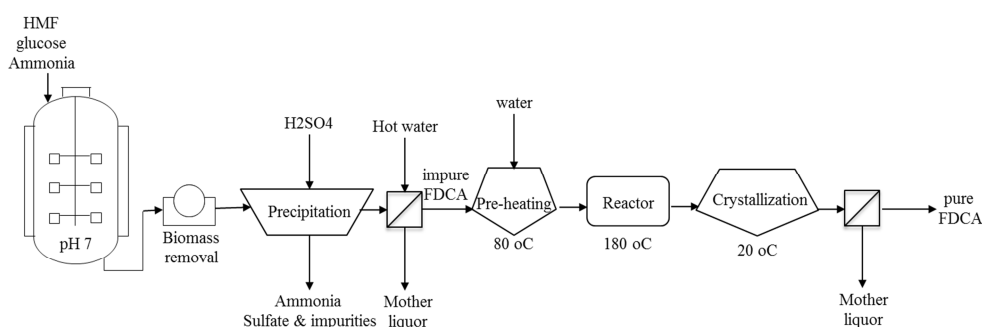 HMF
glucose
Ammonia
pH 7
Biomass
removal
H2SO4
Precipitation
Ammonia
Sulfate & impurities
Hot water
Mother
liquor
impure
FDCA
water
Pre-heating
80 oC
Reactor
180 oC
Crystallization
20 oC
Mother
liquor
pure
FDCA